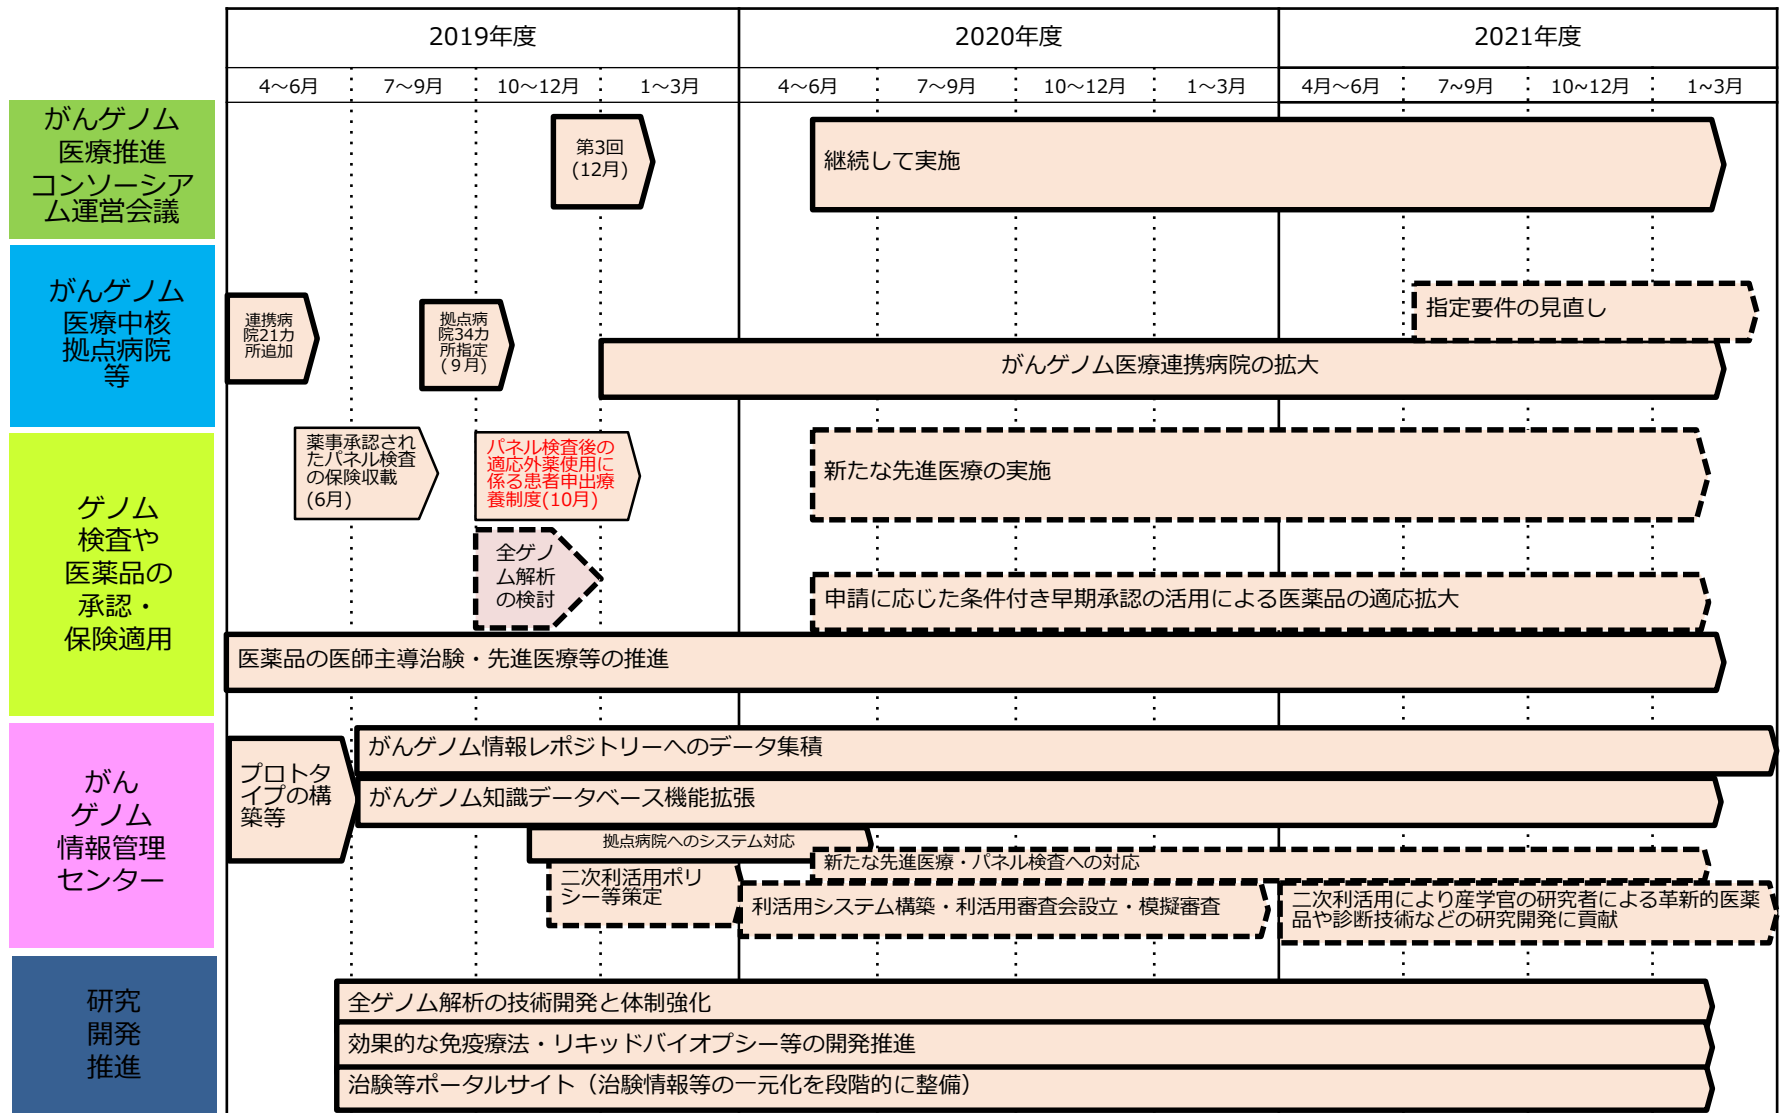 2019年度
2020年度
2021年度
4～6月
7～9月
10～12月
1～3月
4～6月
7～9月
10～12月
1～3月
4月～6月
7~9月
10~12月
1~3月
がんゲノム
医療推進
コンソーシア
ム運営会議
第3回
(12月)
継続して実施
がんゲノム
医療中核
拠点病院
等
連携病
院21カ
所追加
拠点病
院34カ
所指定
(９月)
指定要件の見直し
がんゲノム医療連携病院の拡大
ゲノム
検査や
医薬品の
承認・
保険適用
薬事承認され
たパネル検査
の保険収載
(6月)
パネル検査後の
適応外薬使用に
係る患者申出療
養制度(10月)
新たな先進医療の実施
全ゲノ
ム解析
の検討
申請に応じた条件付き早期承認の活用による医薬品の適応拡大
医薬品の医師主導治験・先進医療等の推進
がん
ゲノム
情報管理
センター
プロトタ
イプの構
築等
がんゲノム情報レポジトリーへのデータ集積
がんゲノム知識データベース機能拡張
拠点病院へのシステム対応
新たな先進医療・パネル検査への対応
二次利活用ポリ
シー等策定
利活用システム構築・利活用審査会設立・模擬審査
二次利活用により産学官の研究者による革新的医薬
品や診断技術などの研究開発に貢献
研究
開発
推進
全ゲノム解析の技術開発と体制強化
効果的な免疫療法・リキッドバイオプシー等の開発推進
治験等ポータルサイト（治験情報等の一元化を段階的に整備）